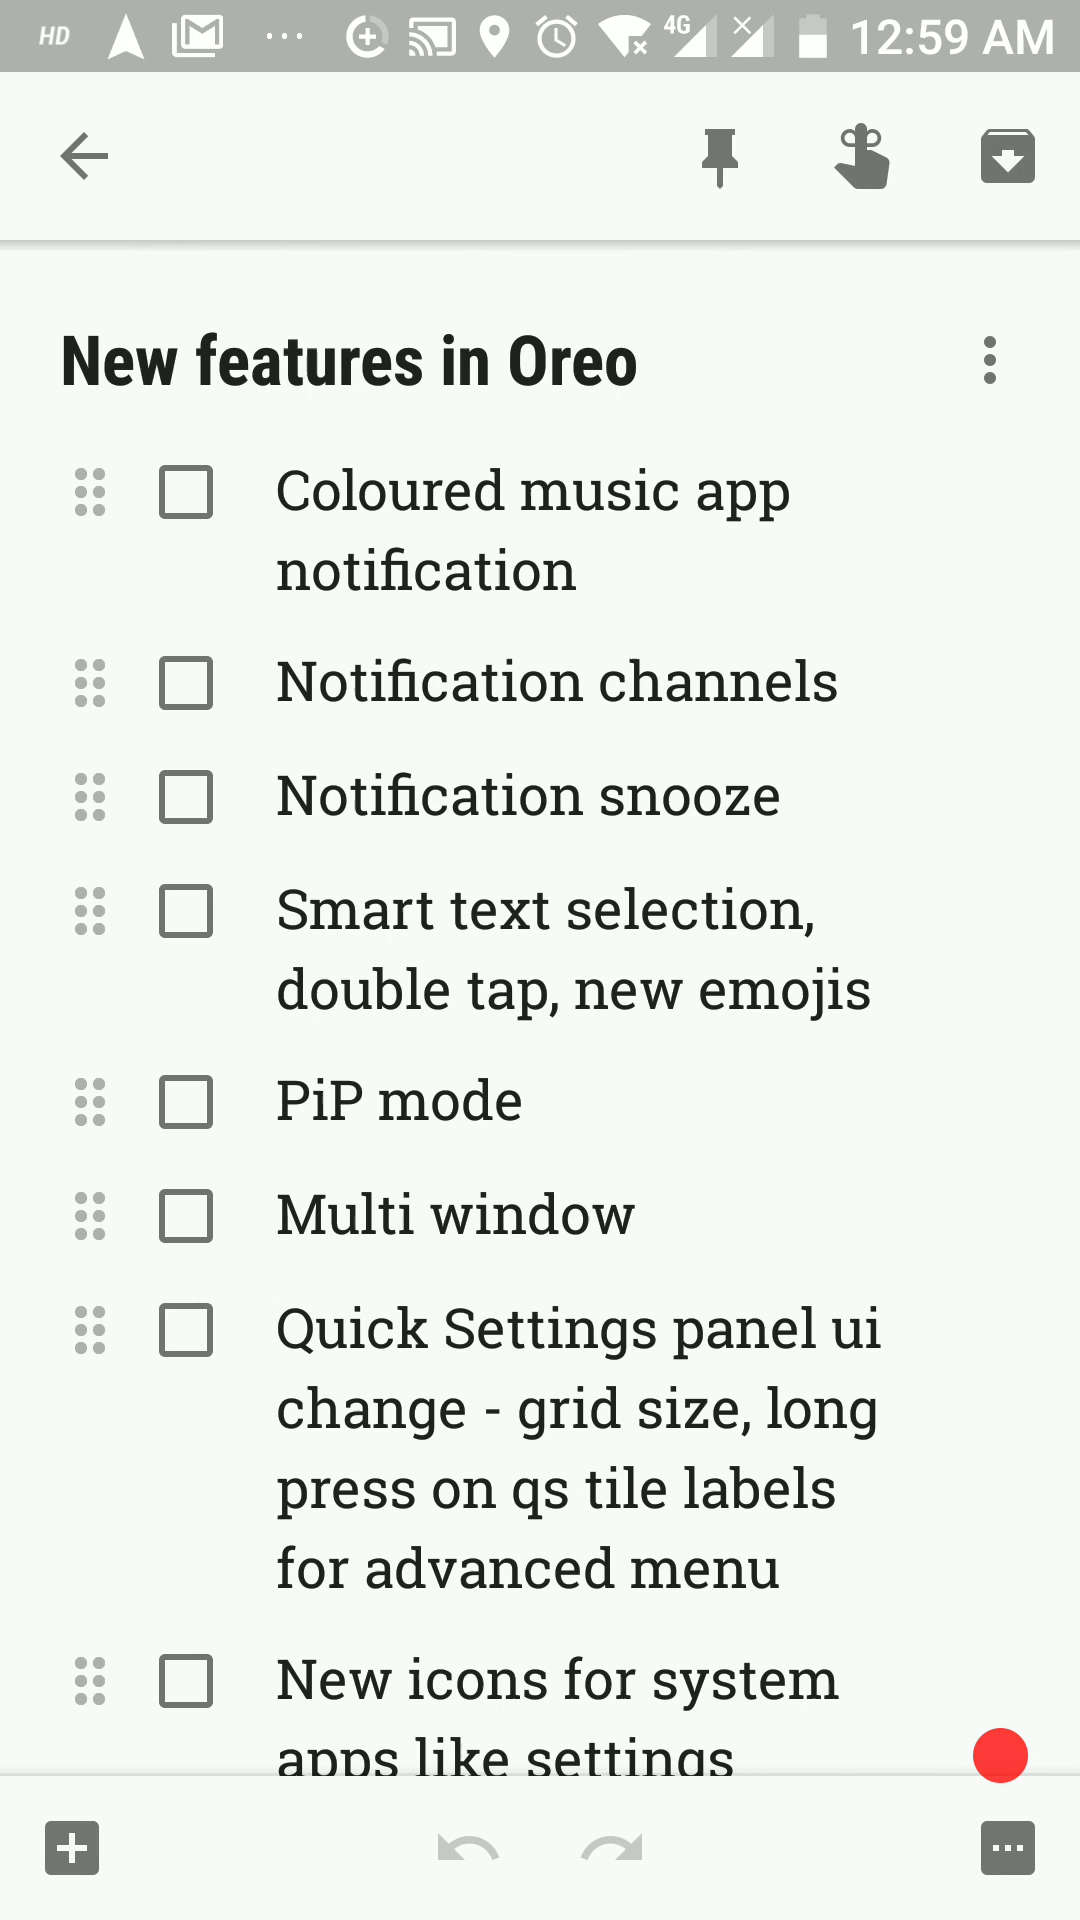 HD 4G 12:59 AM
New features in Oreo
Coloured music app
notification
Notification channels
Notification snooze
Smart text selection,
double tap, new emojis
PiP mode
Multi window
Quick Settings panel ui
change - grid size, long
press on qs tile labels
for advanced menu
New icons for system
apps like settings